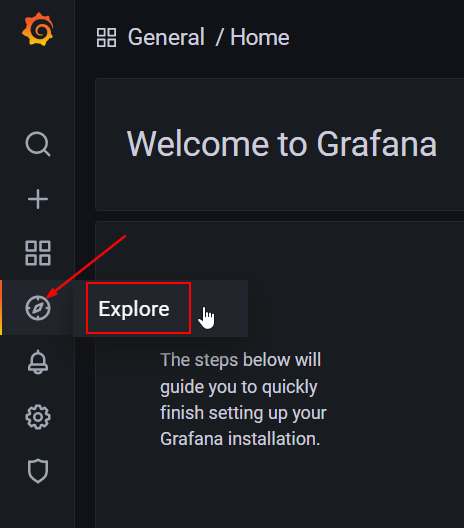 General / Home
Welcome to Grafana
Explore
The steps below will
guide you to quickly
finish setting up your
Grafana installation.